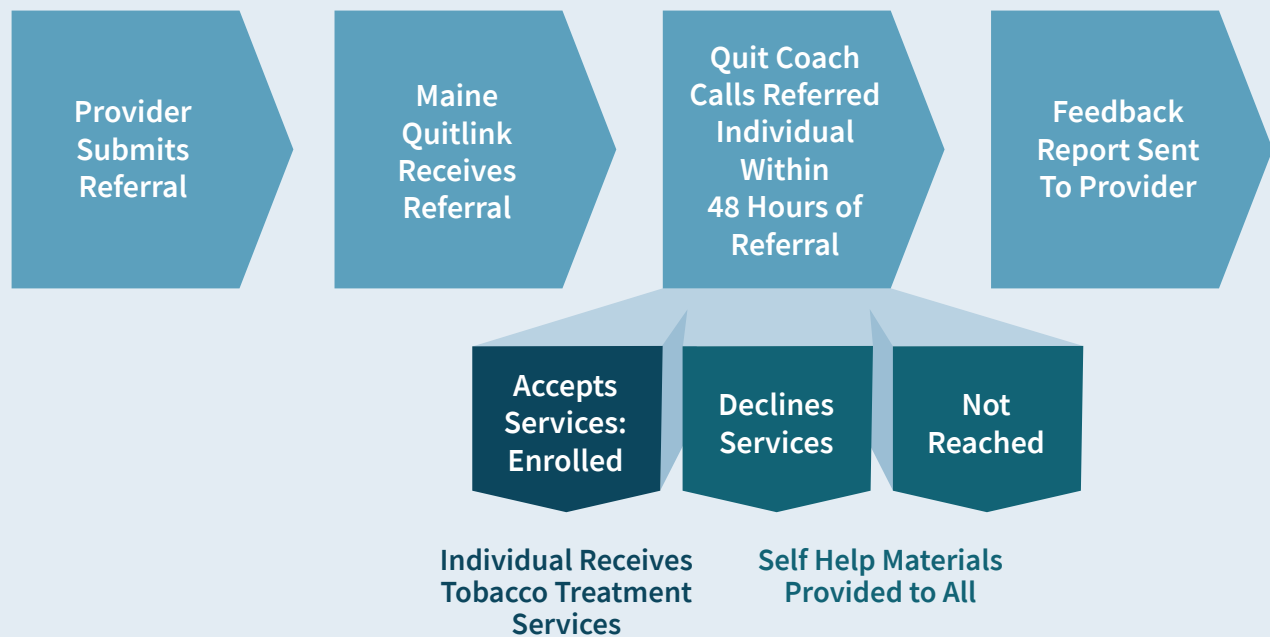 Provider
Submits
Referral
Maine
Quitlink
Receives
Referral
Quit Coach
Calls Referred
Individual
Within
48 Hours of
Referral
Feedback
Report Sent
To Provider
Accepts
Services:
Enrolled
Declines
Services
Not
Reached
Individual Receives
Tobacco Treatment
Services
Self Help Materials
Provided to All